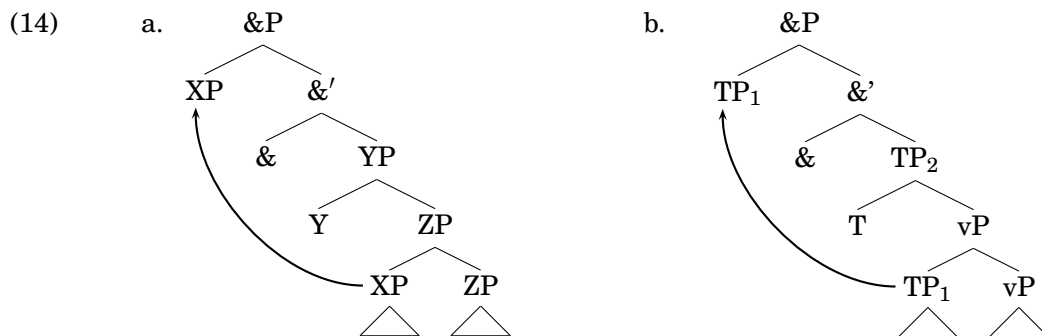 (14) a. &P b. &P
XP &′ TP₁ &’
& YP & TP₂
Y ZP T vP
XP ZP TP₁ vP